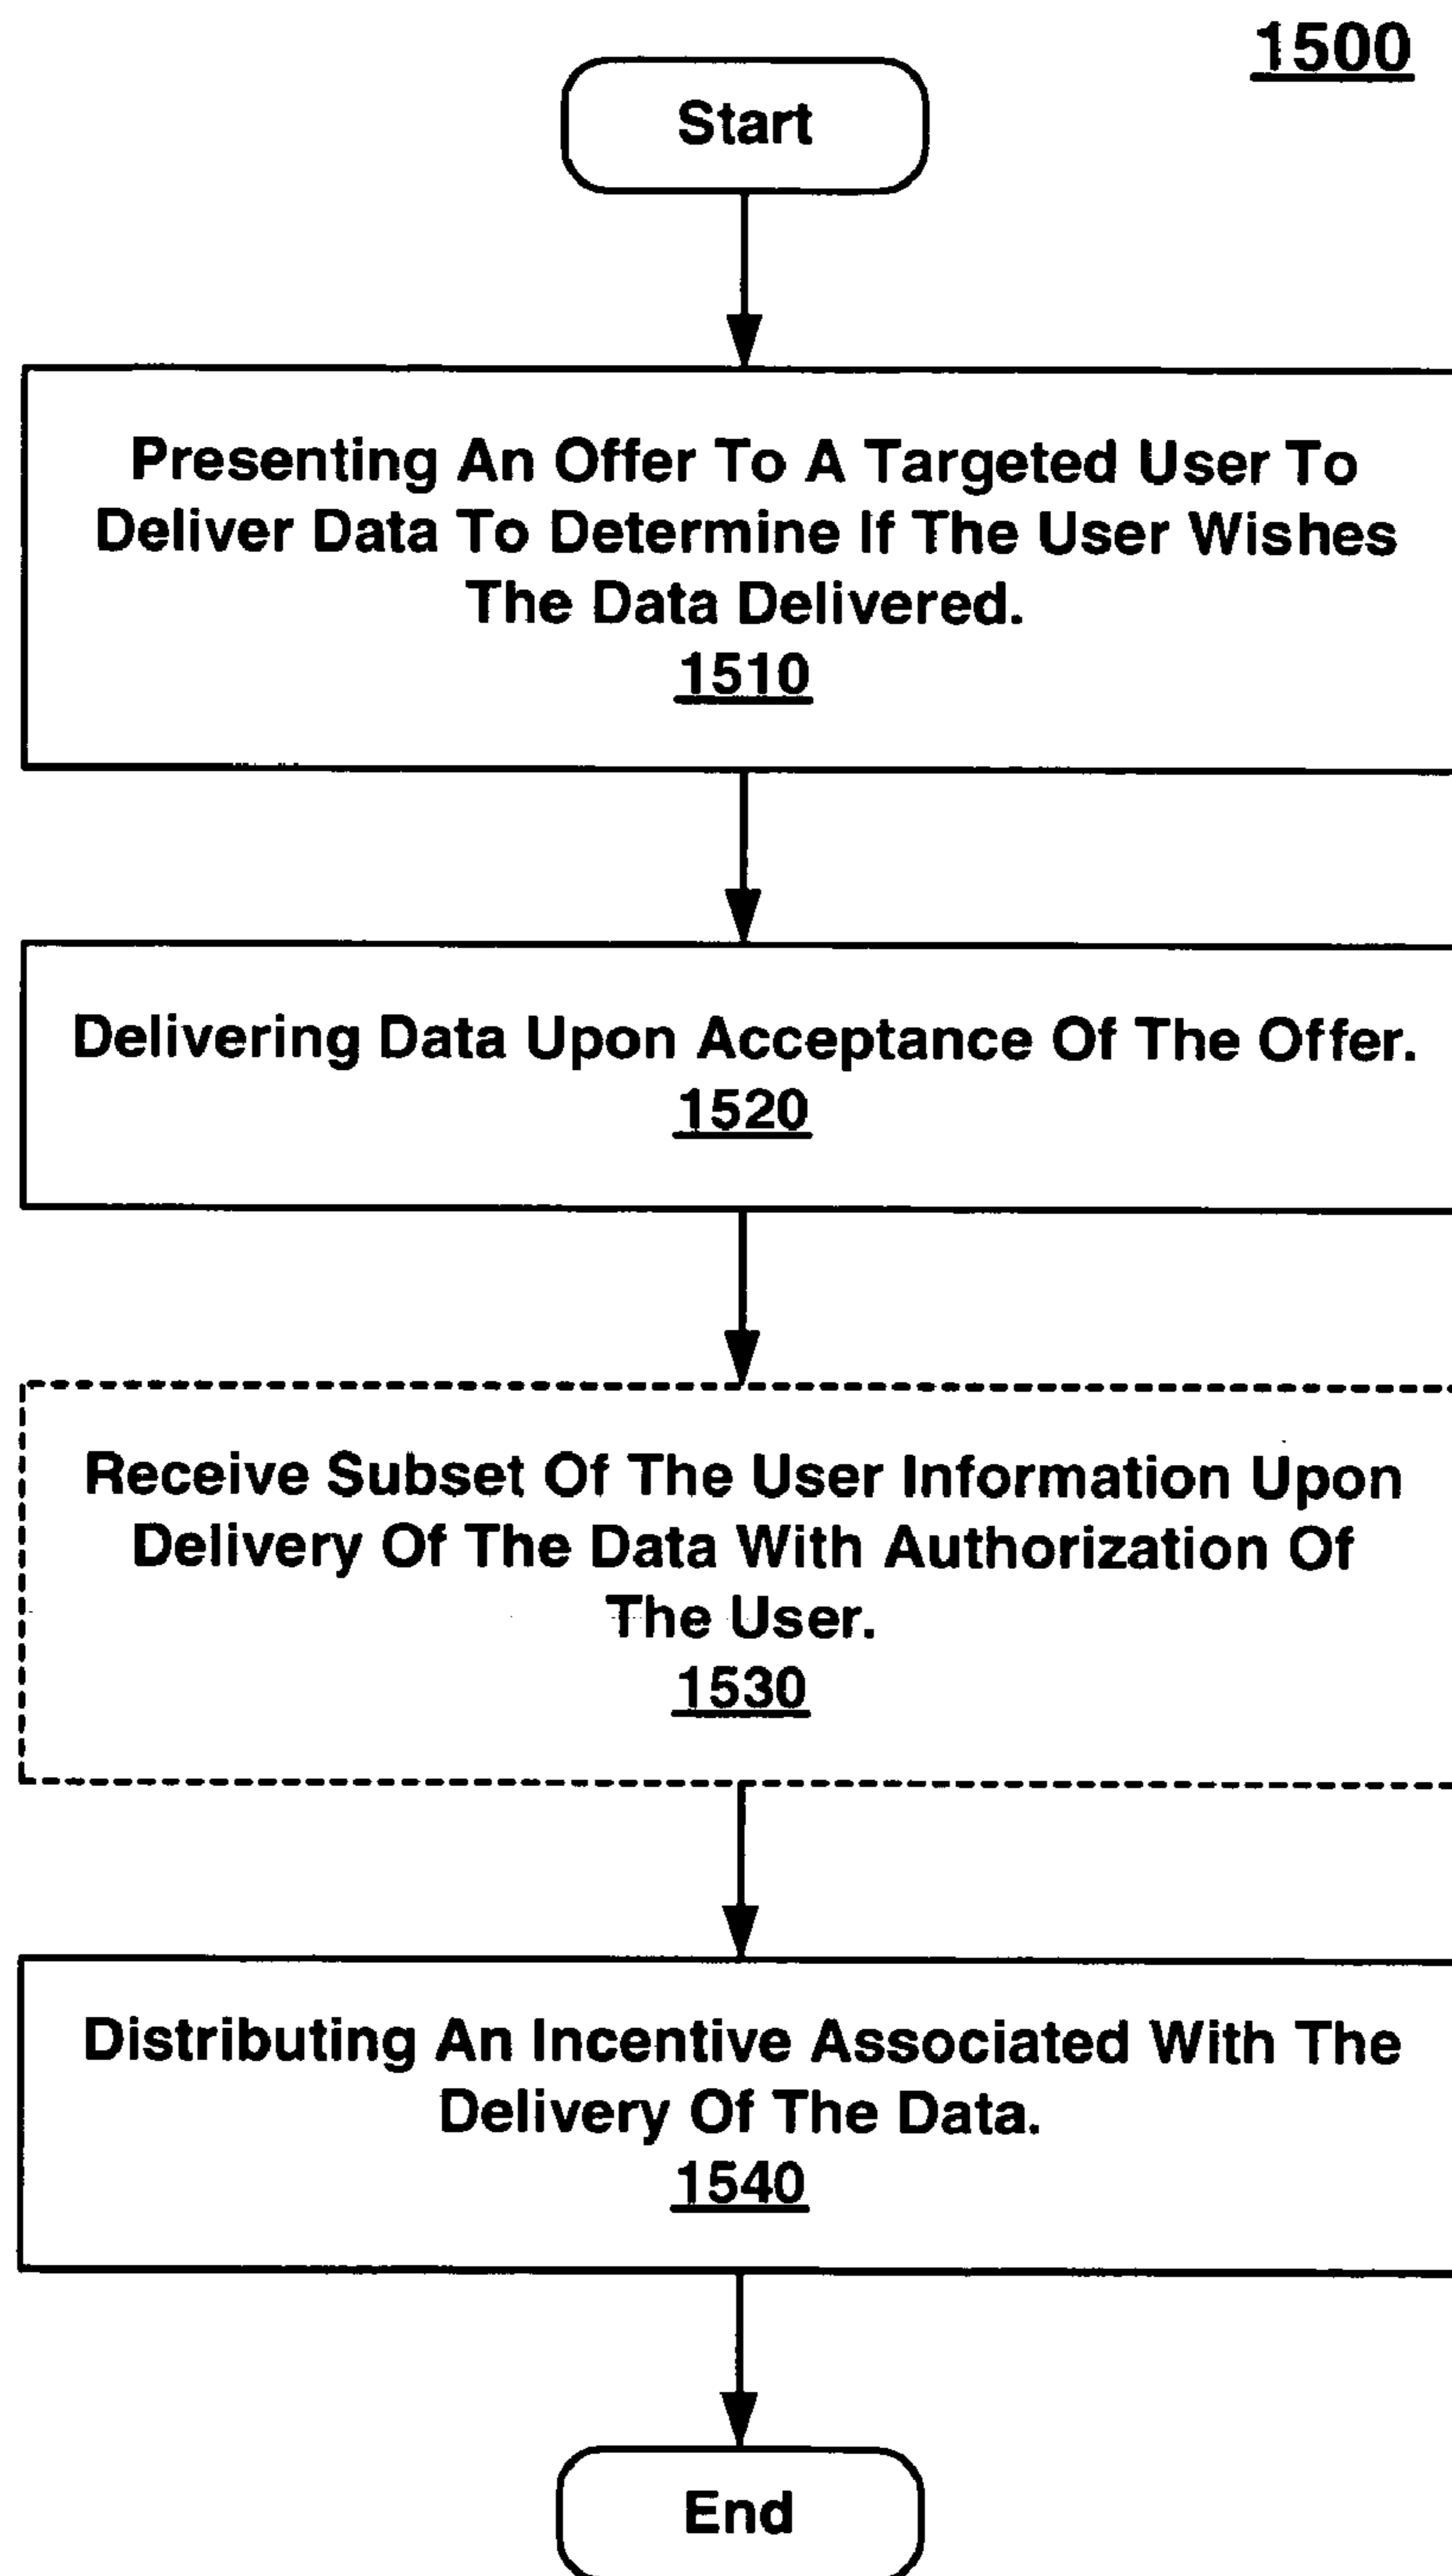 1500
Start
Presenting An Offer To A Targeted User To
Deliver Data To Determine If The User Wishes
The Data Delivered.
1510
Delivering Data Upon Acceptance Of The Offer.
1520
Receive Subset Of The User Information Upon
Delivery Of The Data With Authorization Of
The User.
1530
Distributing An Incentive Associated With The
Delivery Of The Data.
1540
End